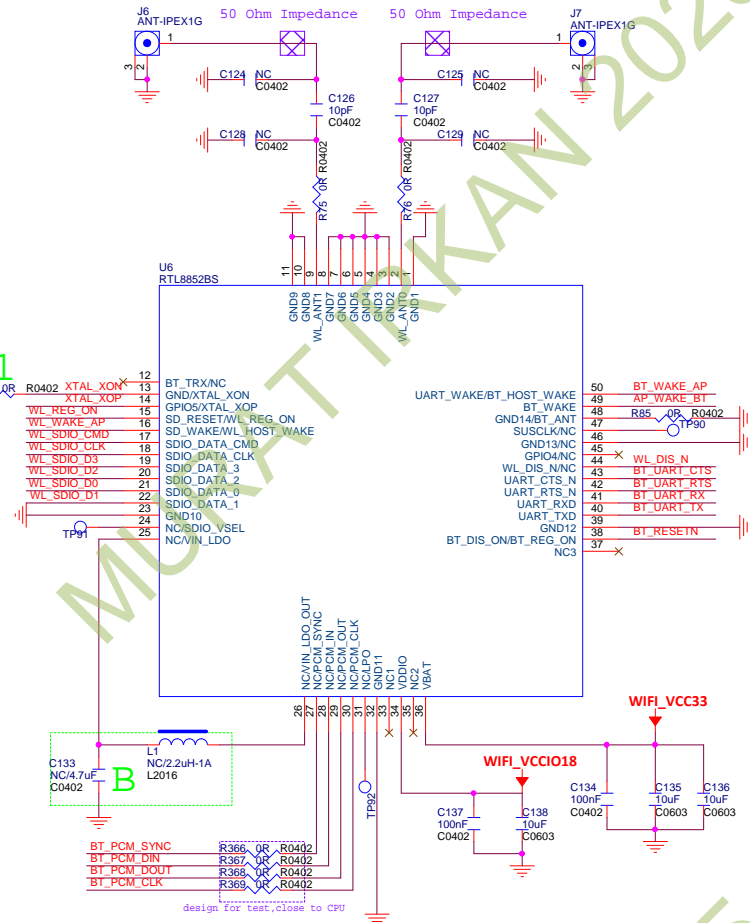 J6
ANT-IPEX1G
50 Ohm Impedance
50 Ohm Impedance
J7
ANT-IPEX1G
1
3
2
1
2
3
C124
NC
C0402
C125
NC
C0402
C126
10pF
C0402
C127
10pF
C0402
C128
NC
C0402
C129
NC
C0402
R75
0R
R0402
R76
0R
R0402
U6
RTL8852BS
11
10
9
8
7
6
5
4
3
2
1
GND9
GND8
WL_ANT1
GND7
GND6
GND5
GND4
GND3
GND2
WL_ANT0
GND1
1
0R
R0402
XTAL_XON
XTAL_XOP
WL_REG_ON
WL_WAKE_AP
WL_SDIO_CMD
WL_SDIO_CLK
WL_SDIO_D3
WL_SDIO_D2
WL_SDIO_D0
WL_SDIO_D1
TP91
12
13
14
15
16
17
18
19
20
21
22
23
24
25
BT_TRX/NC
GND/XTAL_XON
GPIO5/XTAL_XOP
SD_RESET/WL_REG_ON
SD_WAKE/WL_HOST_WAKE
SDIO_DATA_CMD
SDIO_DATA_CLK
SDIO_DATA_3
SDIO_DATA_2
SDIO_DATA_0
SDIO_DATA_1
GND10
NC/SDIO_VSEL
NC/VIN_LDO
UART_WAKE/BT_HOST_WAKE
BT_WAKE
GND14/BT_ANT
SUSCLK/NC
GND13/NC
GPIO4/NC
WL_DIS_N/NC
UART_CTS_N
UART_RTS_N
UART_RXD
UART_TXD
GND12
BT_DIS_ON/BT_REG_ON
NC3
50
49
48
47
46
45
44
43
42
41
40
39
38
37
BT_WAKE_AP
AP_WAKE_BT
R85
0R
R0402
TP90
WL_DIS_N
BT_UART_CTS
BT_UART_RTS
BT_UART_RX
BT_UART_TX
BT_RESETN
NC/VIN_LDO_OUT
NC/PCM_SYNC
NC/PCM_IN
NC/PCM_OUT
NC/PCM_CLK
NC/LPO
GND11
NC1
VDDIO
NC2
VBAT
26
27
28
29
30
31
32
33
34
35
36
WIFI_VCC33
WIFI_VCCIO18
C133
NC/4.7uF
C0402
B
L1
NC/2.2uH-1A
L2016
TP92
C137
100nF
C0402
C138
10uF
C0603
C134
100nF
C0402
C135
10uF
C0603
C136
10uF
C0603
BT_PCM_SYNC
BT_PCM_DIN
BT_PCM_DOUT
BT_PCM_CLK
R366
0R
R0402
R367
0R
R0402
R368
0R
R0402
R369
0R
R0402
design for test,close to CPU
MURAT IRKAN 202